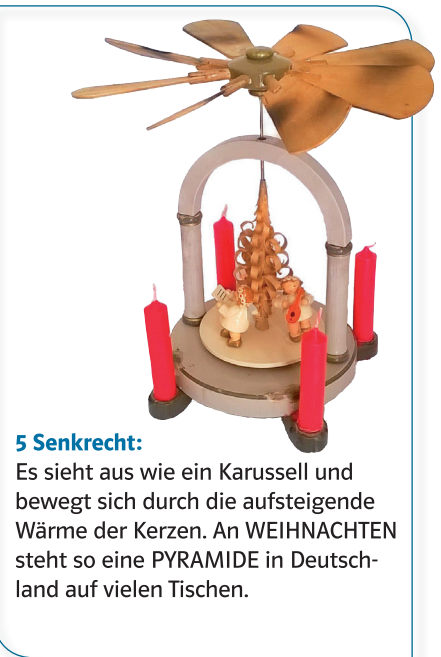 5 Senkrecht:
Es sieht aus wie ein Karussell und
bewegt sich durch die aufsteigende
Wärme der Kerzen. An WEIHNACHTEN
steht so eine PYRAMIDE in Deutsch-
land auf vielen Tischen.